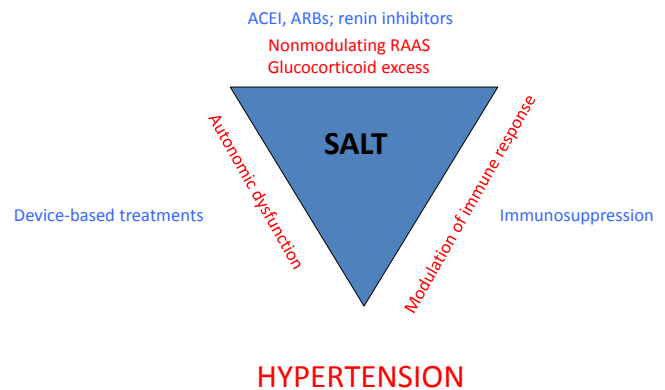 ACEI, ARBs; renin inhibitors
Nonmodulating RAAS
Glucocorticoid excess
SALT
Autonomic dysfunction
Modulation of immune response
Device-based treatments
Immunosuppression
HYPERTENSION